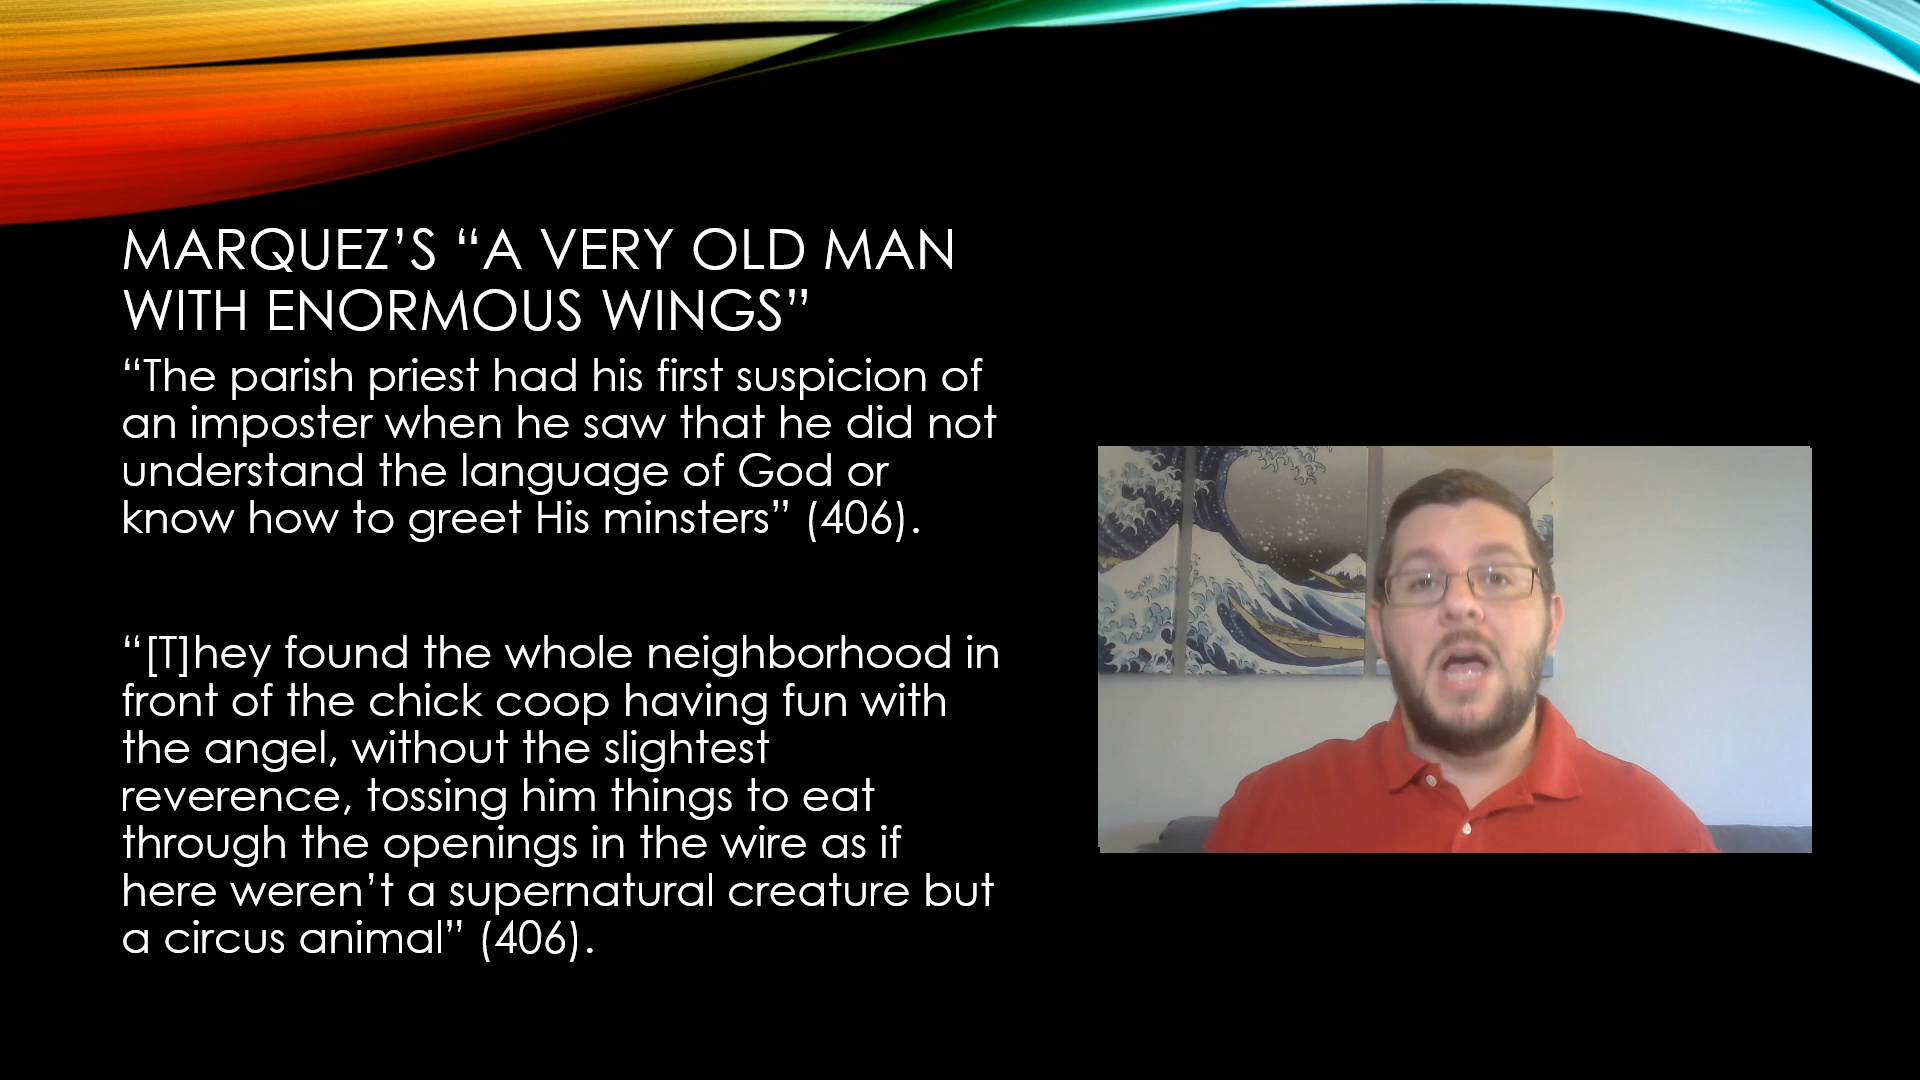 MARQUEZ’S “A VERY OLD MAN
WITH ENORMOUS WINGS”
“The parish priest had his first suspicion of
an imposter when he saw that he did not
understand the language of God or
know how to greet His minsters” (406).
“[T]hey found the whole neighborhood in
front of the chick coop having fun with
the angel, without the slightest
reverence, tossing him things to eat
through the openings in the wire as if
here weren’t a supernatural creature but
a circus animal” (406).